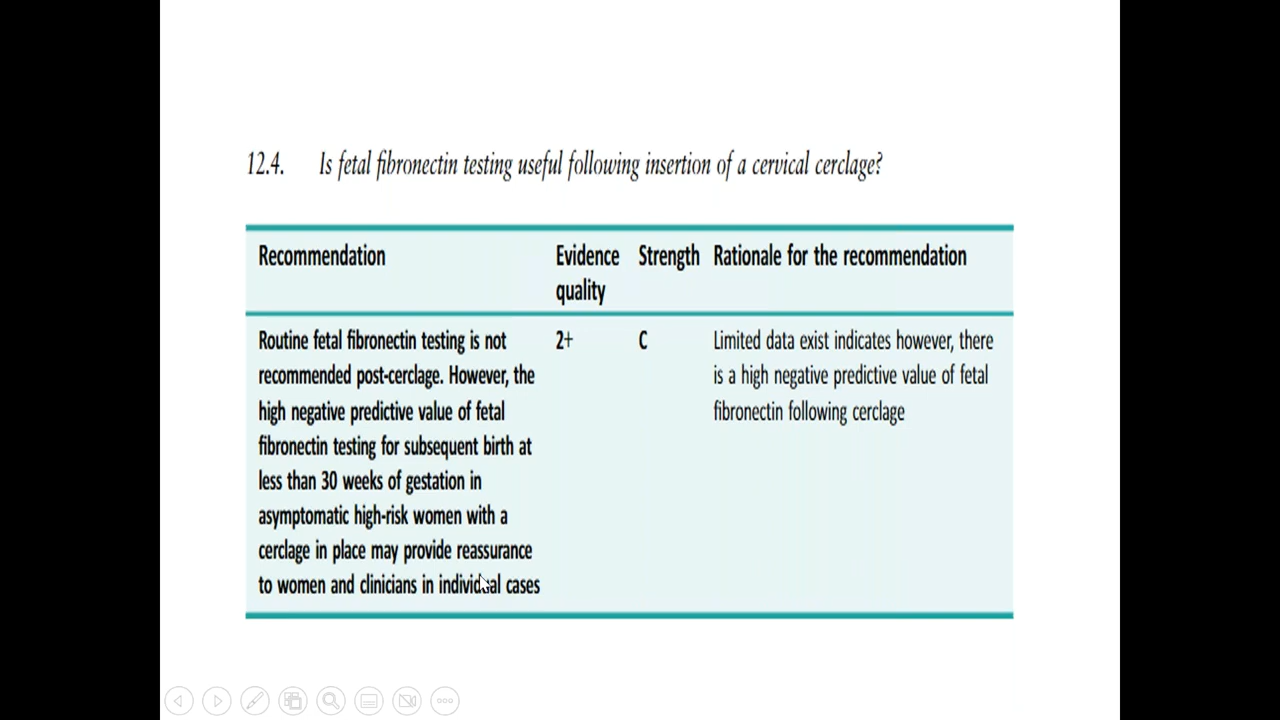 12.4. Is fetal fibronectin testing useful following insertion of a cervical cerclage?
Recommendation Evidence quality Strength Rationale for the recommendation
Routine fetal fibronectin testing is not
recommended post-cerclage. However, the
high negative predictive value of fetal
fibronectin testing for subsequent birth at
less than 30 weeks of gestation in
asymptomatic high-risk women with a
cerclage in place may provide reassurance
to women and clinicians in individual cases
2+
C
Limited data exist indicates however, there
is a high negative predictive value of fetal
fibronectin following cerclage